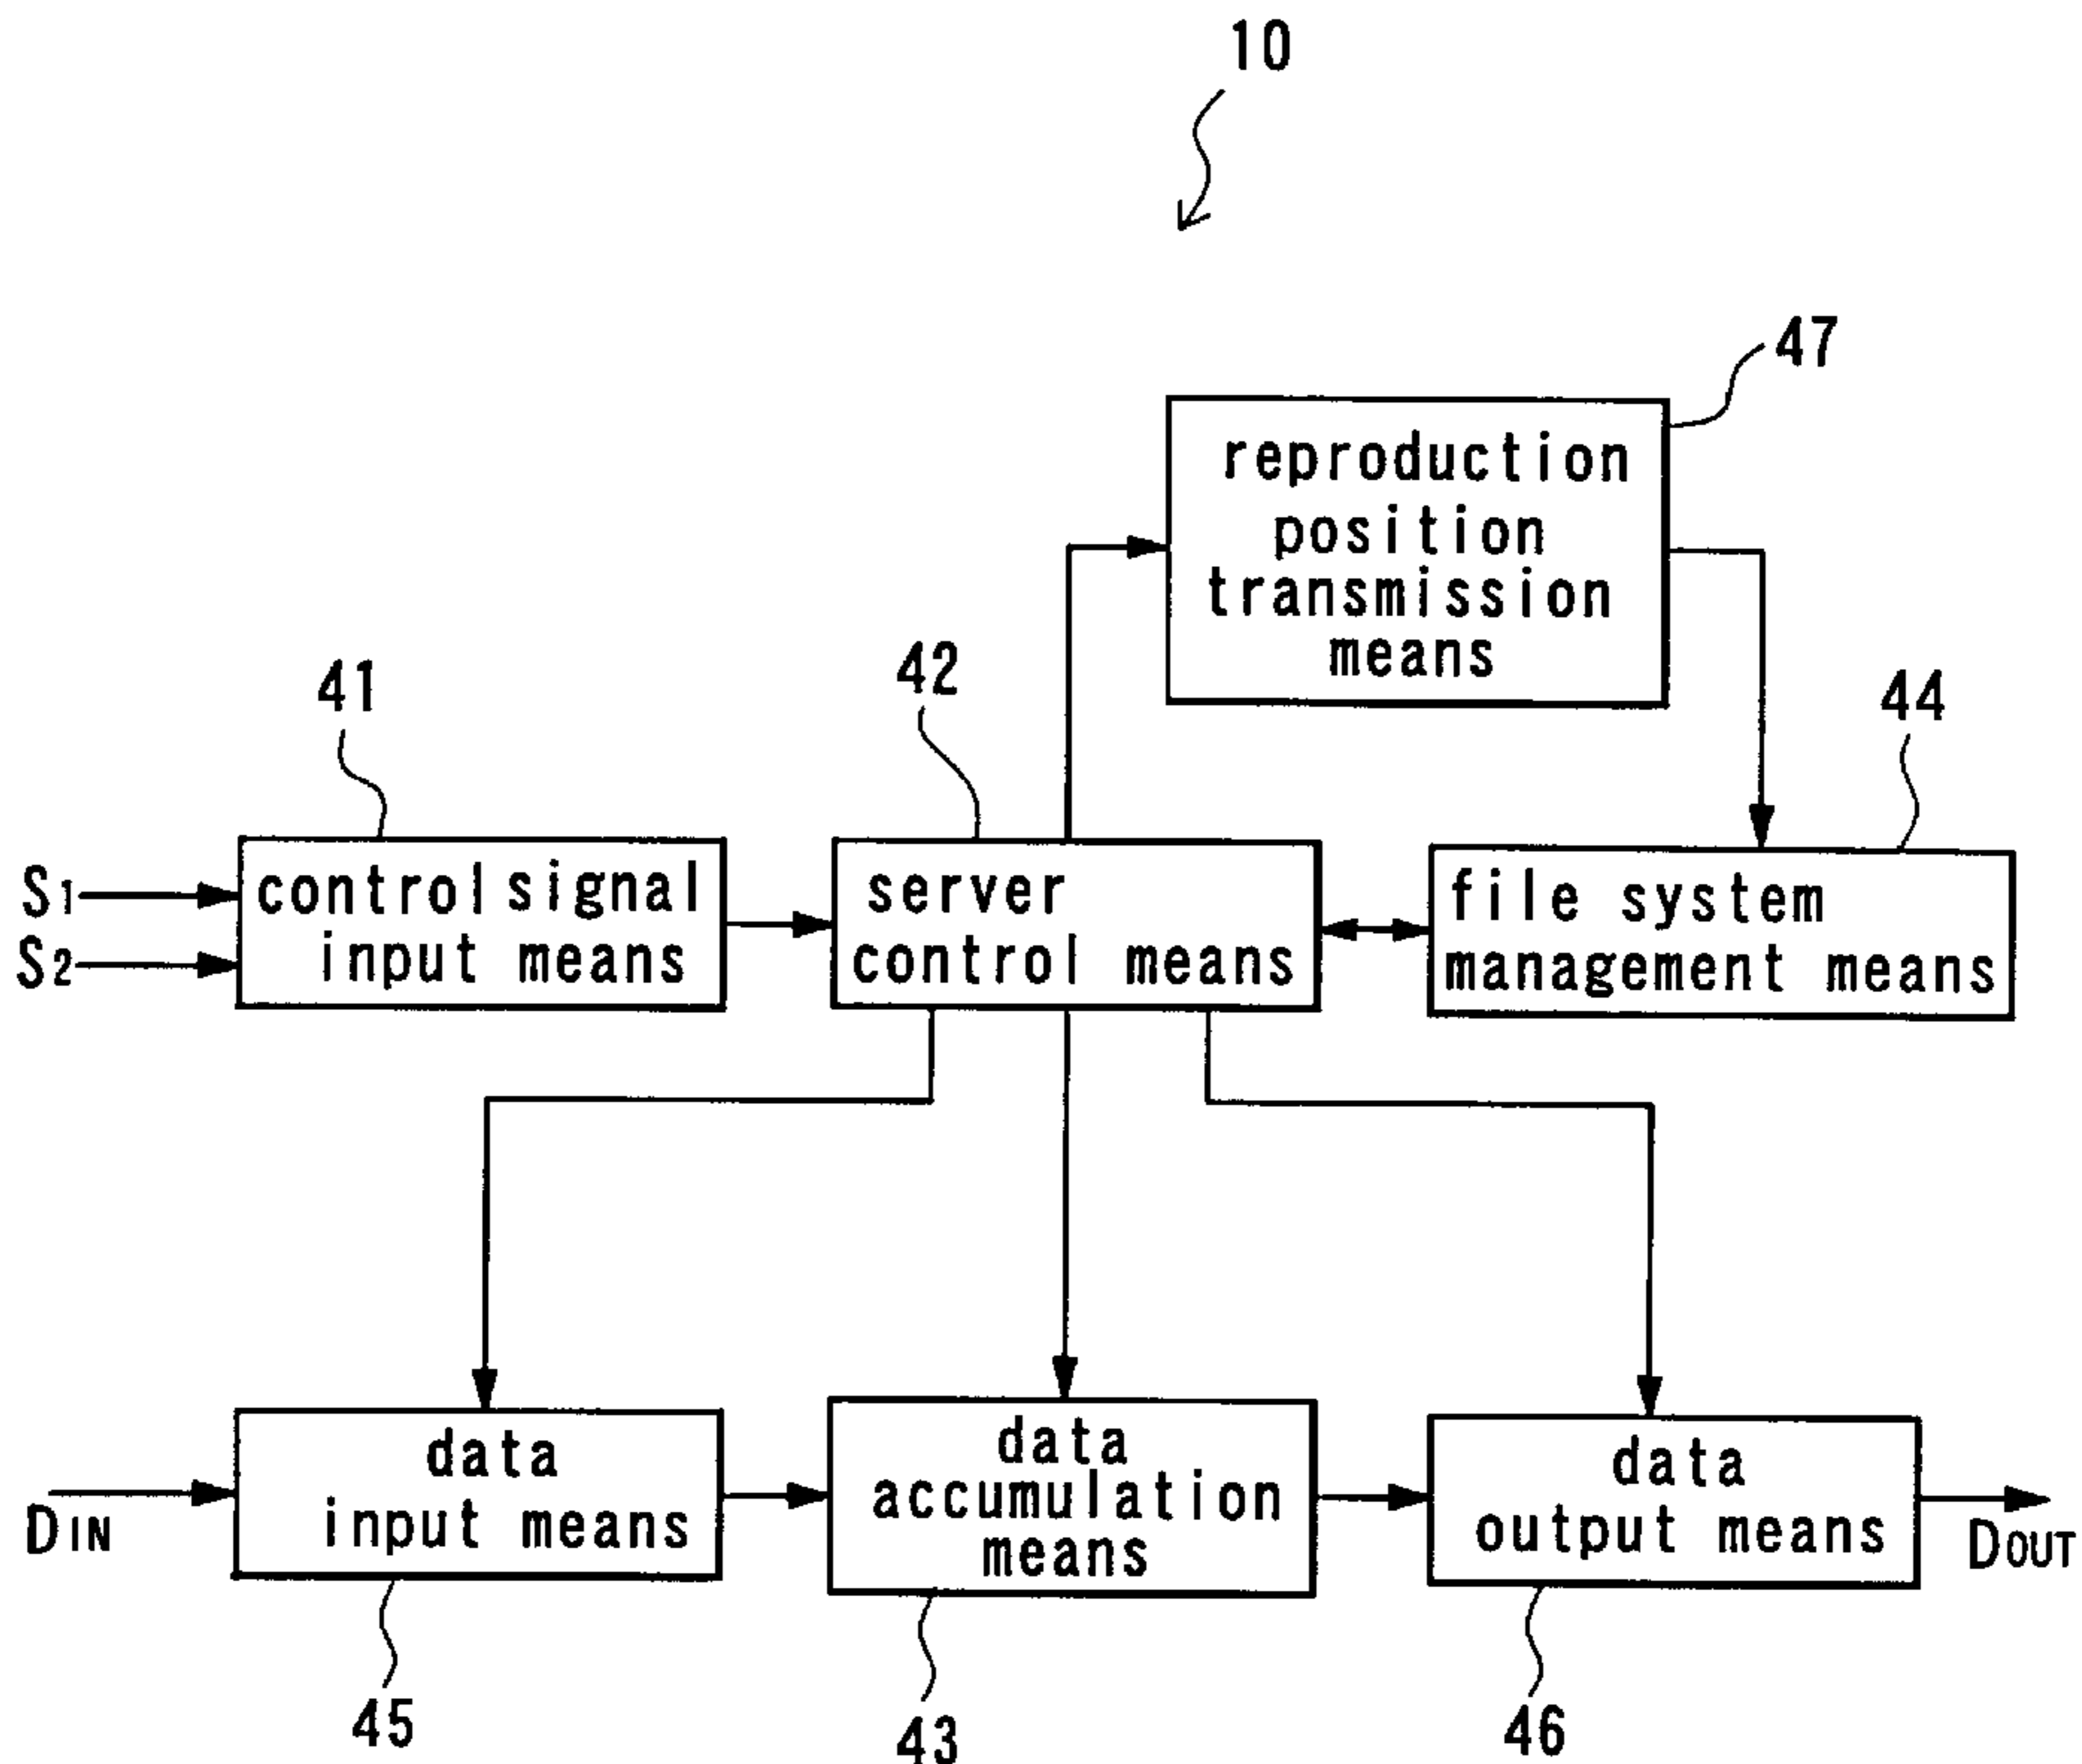 10
47
reproduction
position
transmission
means
41
42
44
S1
S2
control signal
input means
server
control means
file system
management means
DIN
data
input means
data
accumulation
means
data
output means
DOUT
45
43
46